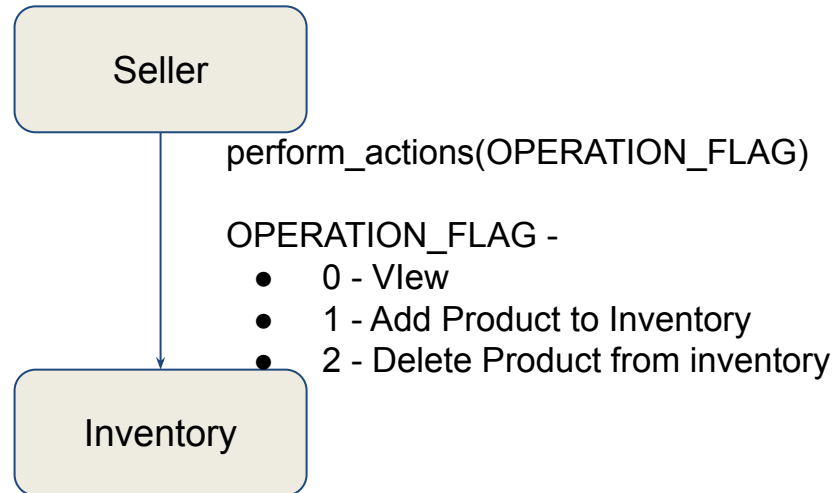 Seller
perform_actions(OPERATION_FLAG)
OPERATION_FLAG -
● 0 - VIew
● 1 - Add Product to Inventory
● 2 - Delete Product from inventory
Inventory